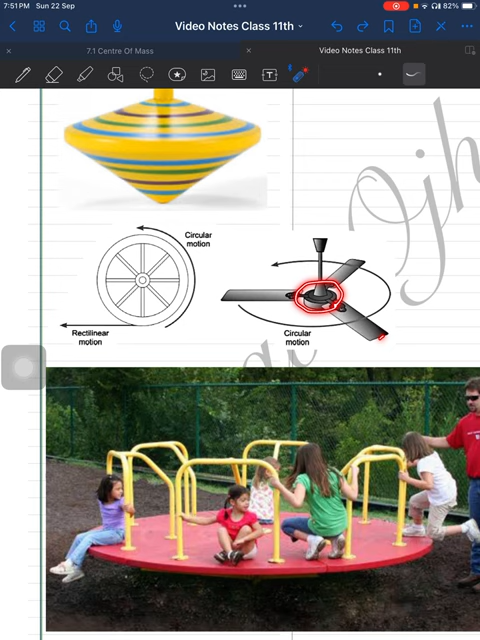 7:51 PM Sun 22 Sep
82%
Video Notes Class 11th
7.1 Centre Of Mass
Video Notes Class 11th
Circular
motion
Rectilinear
motion
Circular
motion